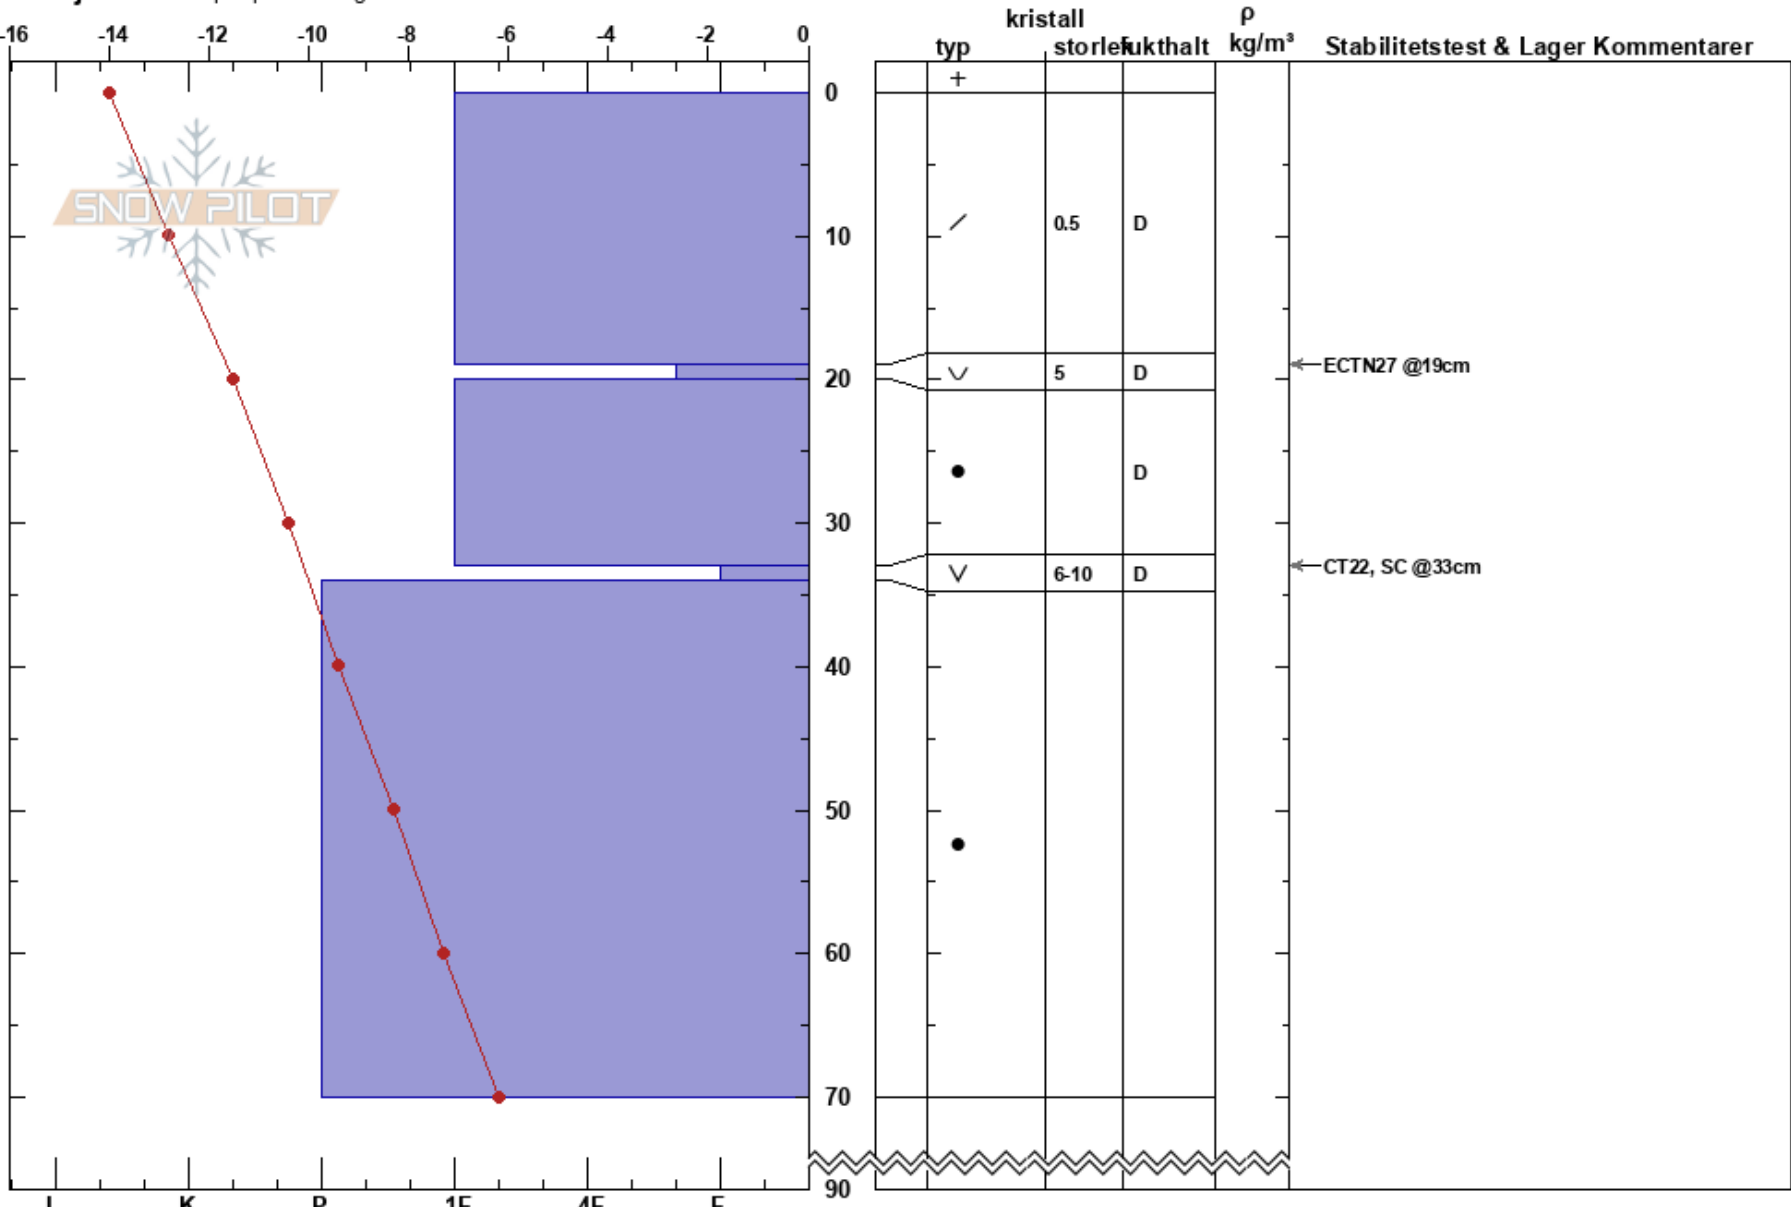 kristall ρ
-16 -14 -12 -10 -8 -6 -4 -2 0 typ storlek fukthalt kg/m³ Stabilitetstest & Lager Kommentarer
+
0
SNOW PILOT
/ 0.5 D
10
ECTN27 @19cm
20 V 5 D
● D
30
CT22, SC @33cm
V 6-10 D
40
50
●
60
70
90
I K P 1F 4F F